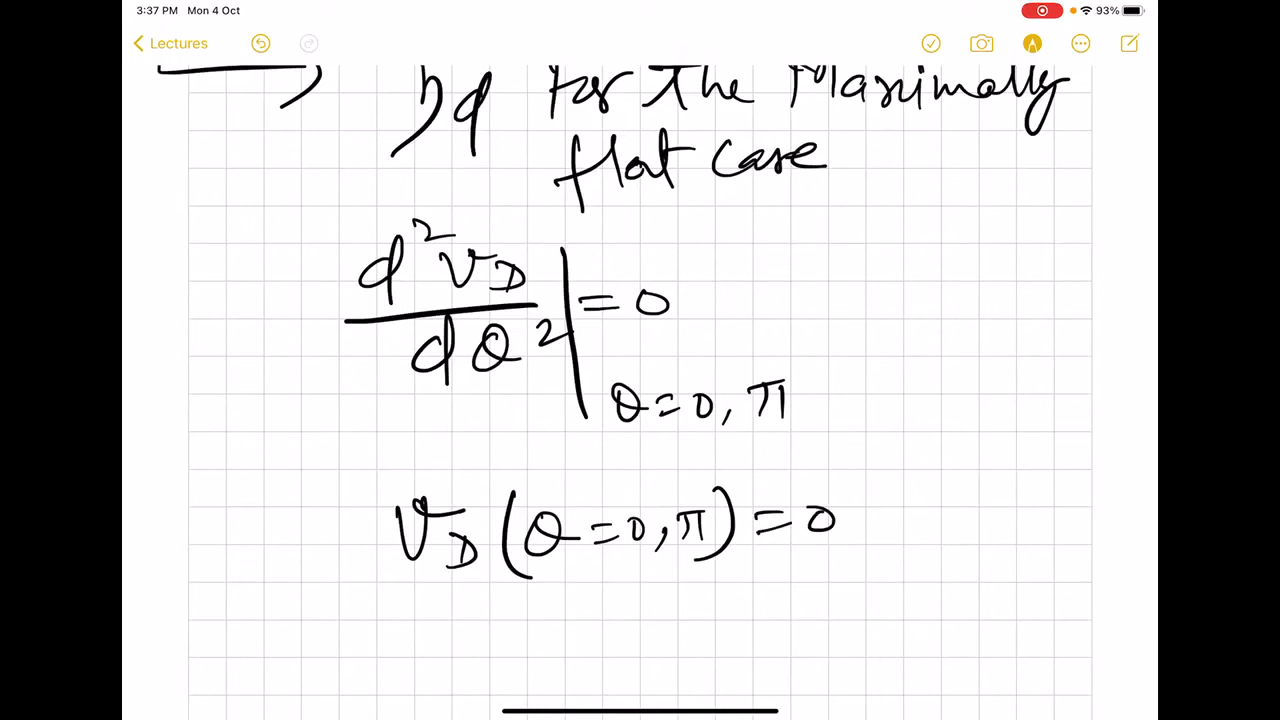 3:37 PM Mon 4 Oct 93%
Lectures
for The Maximally
flat case
d²V_D / dθ² | = 0
θ = 0, π
V_D (θ = 0, π) = 0